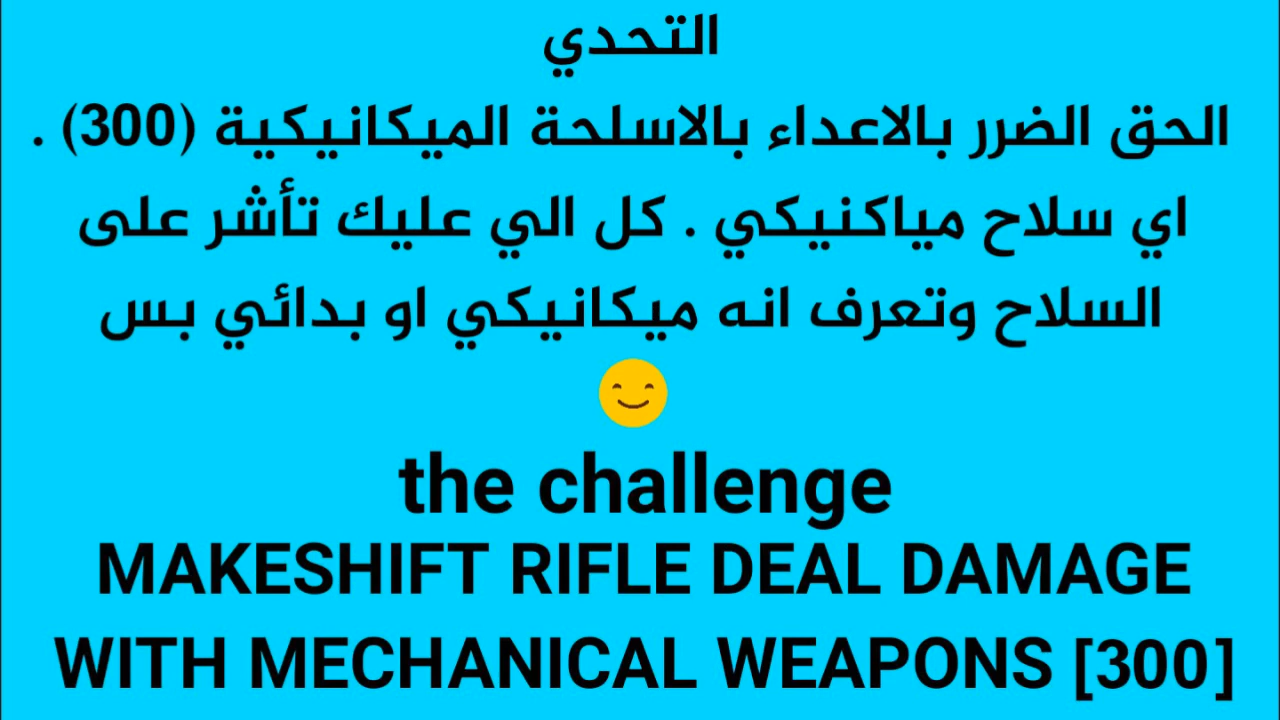 التحدي
الحق الضرر بالاعداء بالاسلحة الميكانيكية (300) .
اي سلاح مياكنيكي . كل الي عليك تأشر على
السلاح وتعرف انه ميكانيكي او بدائي بس
😊
the challenge
MAKESHIFT RIFLE DEAL DAMAGE
WITH MECHANICAL WEAPONS [300]